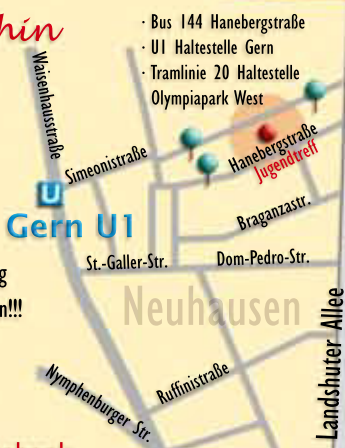 hin
· Bus 144 Hanebergstraße
· U1 Haltestelle Gern
· Tramlinie 20 Haltestelle
Olympiapark West
Waisenhausstraße
Simeonistraße
Hanebergstraße
Jugendtreff
U
Gern U1
Braganzastr.
St.-Galler-Str.
Dom-Pedro-Str.
g
n!!!
Neuhausen
Landshuter Allee
Ruffinistraße
Nymphenburger Str.